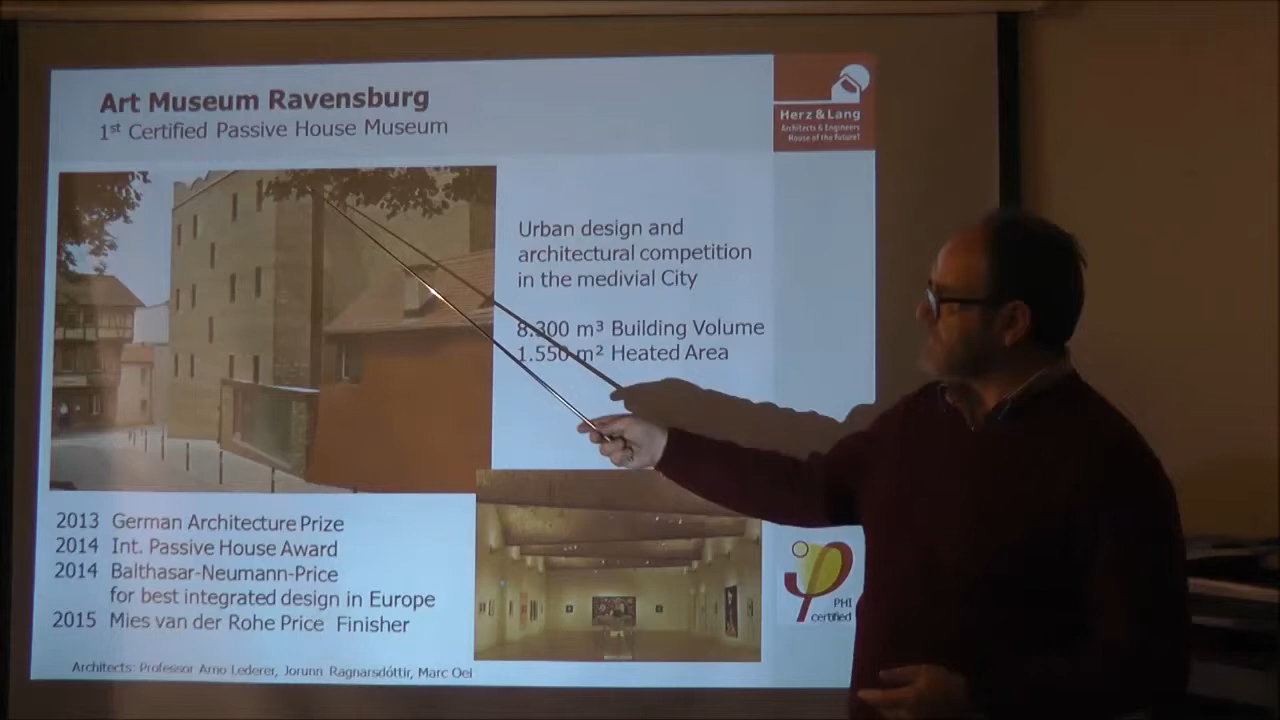 Art Museum Ravensburg
1st Certified Passive House Museum
Herz & Lang
Architects & Engineers
House of the future!
Urban design and
architectural competition
in the medivial City
8.300 m³ Building Volume
1.550 m² Heated Area
2013 German Architecture Prize
2014 Int. Passive House Award
2014 Balthasar-Neumann-Price
for best integrated design in Europe
2015 Mies van der Rohe Price Finisher
PHI
certified
Architects: Professor Arno Lederer, Jorunn Ragnarsdóttir, Marc Oei